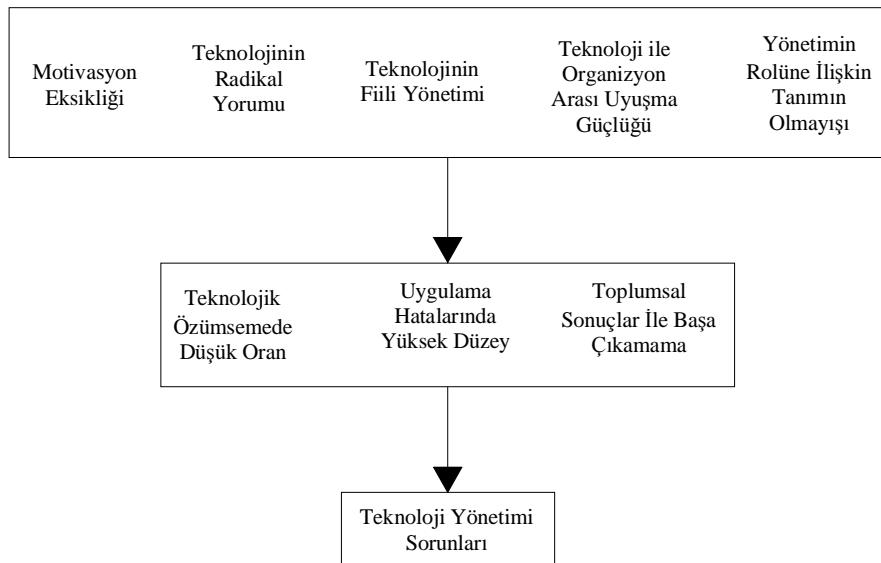 Motivasyon
Eksikliği
Teknolojinin
Radikal
Yorumu
Teknolojinin
Fiili Yönetimi
Teknoloji ile
Organizyon
Arası Uyuşma
Güçlüğü
Yönetimin
Rolüne İlişkin
Tanımın
Olmayışı
Teknolojik
Özümsemede
Düşük Oran
Uygulama
Hatalarında
Yüksek Düzey
Toplumsal
Sonuçlar İle Başa
Çıkamama
Teknoloji Yönetimi
Sorunları